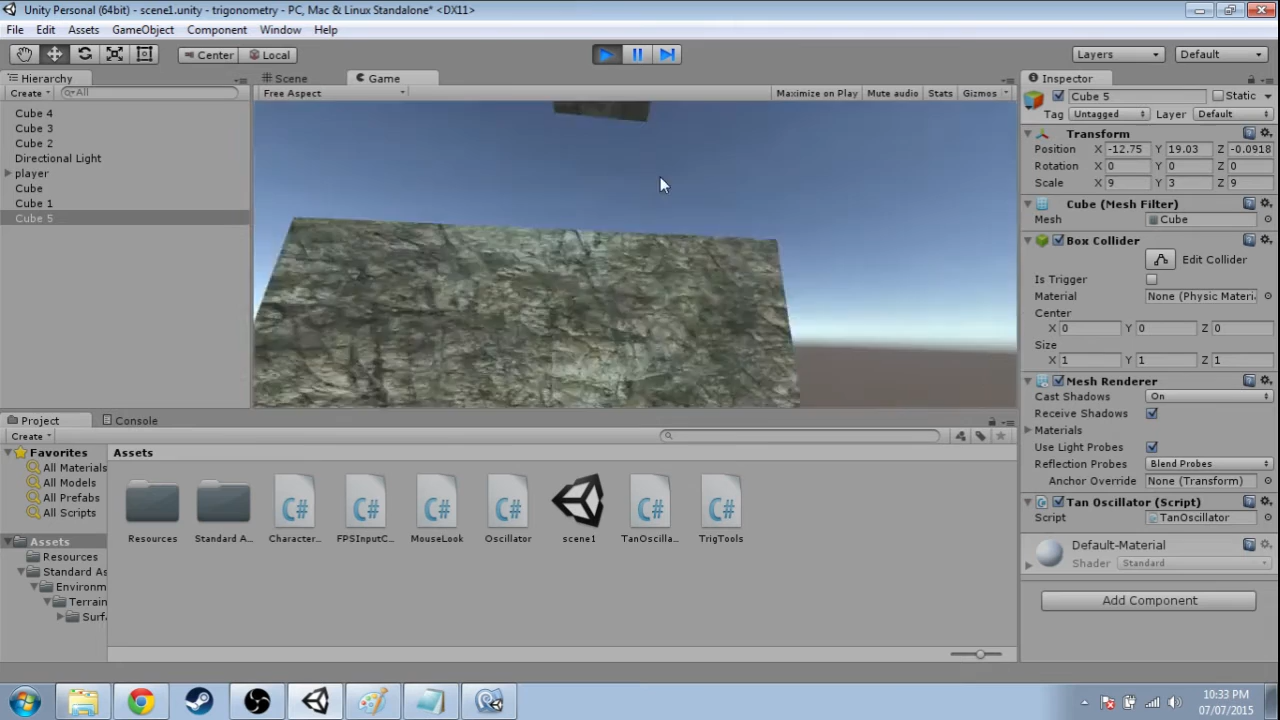 Unity Personal (64bit) - scene1.unity - trigonometry - PC, Mac & Linux Standalone* <DX11>
File Edit Assets GameObject Component Window Help
Center Local Layers Default
Hierarchy Scene Game Inspector
Create All Free Aspect Maximize on Play Mute audio Stats Gizmos Cube 5 Static
Tag Untagged Layer Default
Cube 4
Cube 3
Cube 2
Directional Light
player
Cube
Cube 1
Cube 5
Transform
Position X -12.75 Y 19.03 Z -0.0918
Rotation X 0 Y 0 Z 0
Scale X 9 Y 3 Z 9
Cube (Mesh Filter)
Mesh Cube
Box Collider
Edit Collider
Is Trigger
Material None (Physic Materi
Center
X 0 Y 0 Z 0
Size
X 1 Y 1 Z 1
Mesh Renderer
Cast Shadows On
Receive Shadows
Materials
Use Light Probes
Reflection Probes Blend Probes
Anchor Override None (Transform)
Tan Oscillator (Script)
Script TanOscillator
Default-Material
Shader Standard
Add Component
Project Console
Create
Favorites
All Materials
All Models
All Prefabs
All Scripts
Assets
Resources
Standard As
Environm
Terrain
Surf
Assets
C# C# C# C# C# C#
Resources Standard A... Character... FPSInputC... MouseLook Oscillator scene1 TanOscilla... TrigTools
10:33 PM
07/07/2015